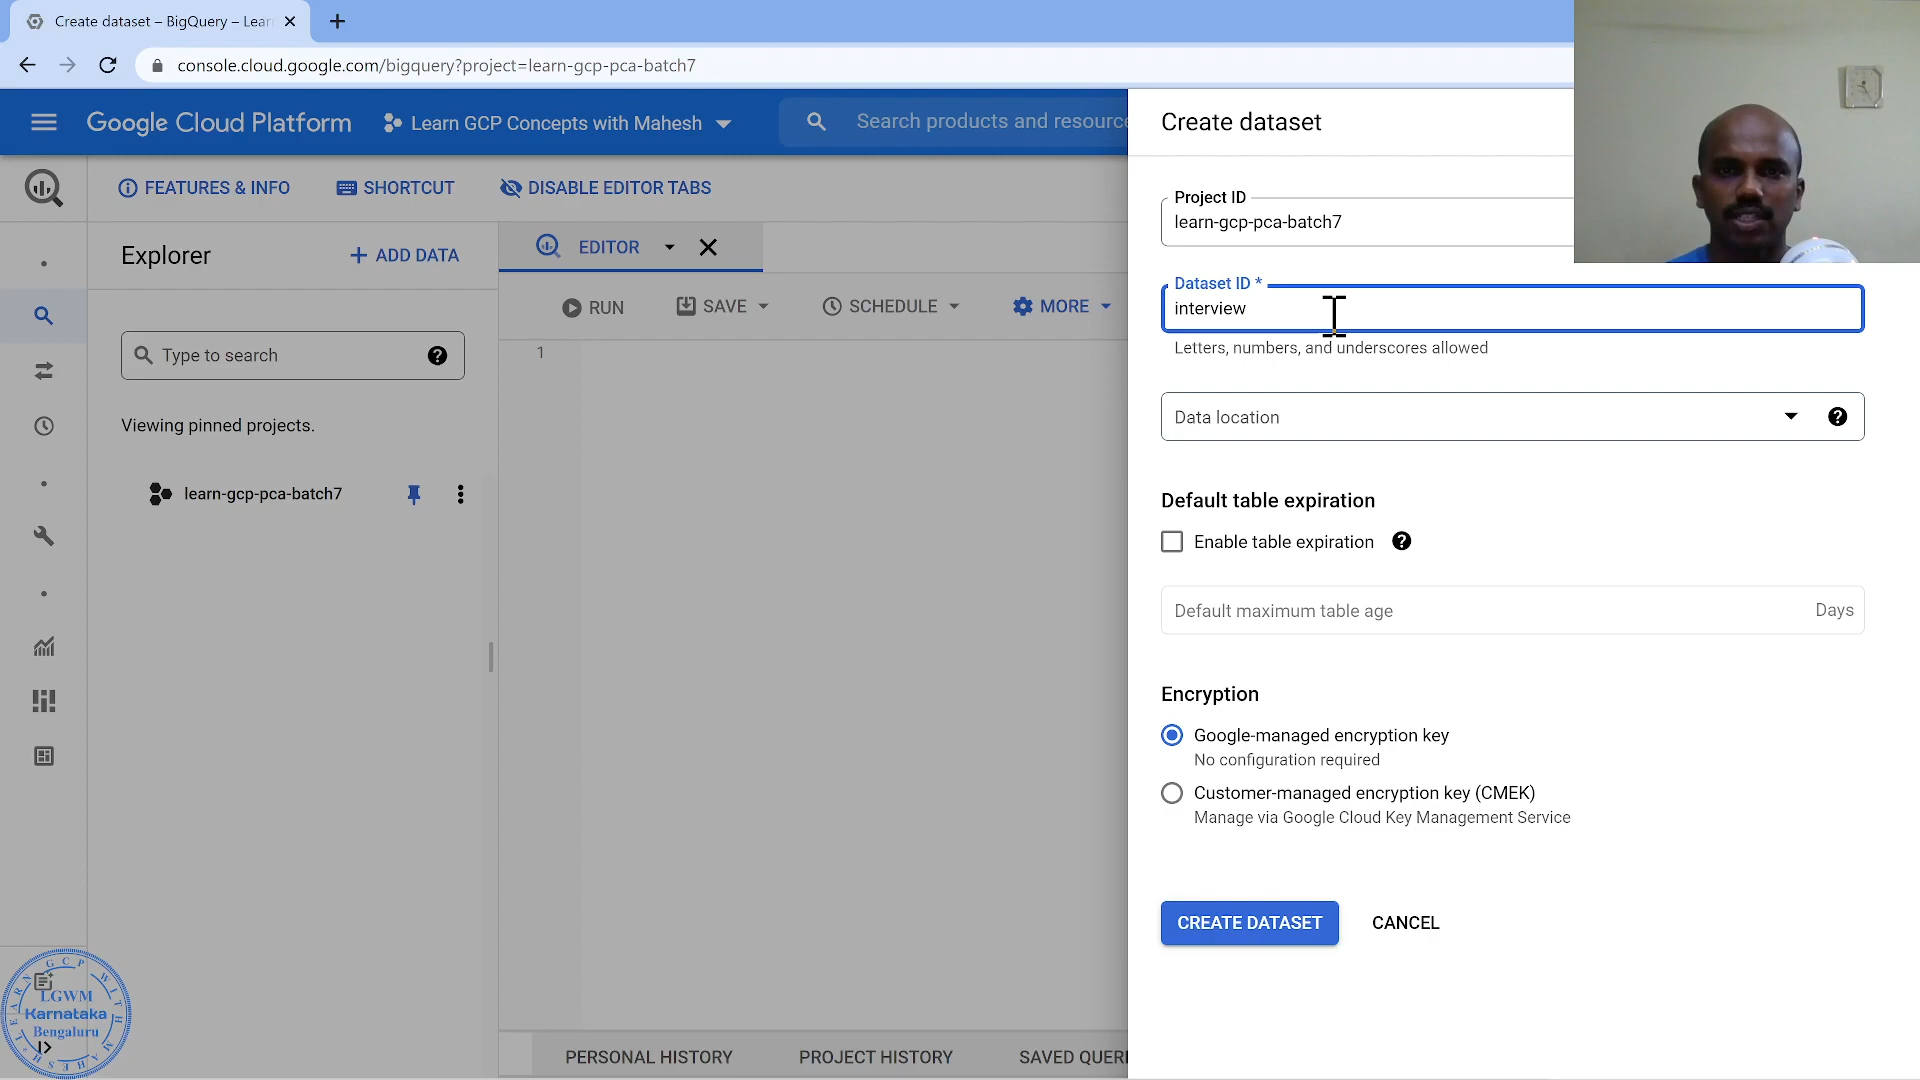 Create dataset – BigQuery – Lear
console.cloud.google.com/bigquery?project=learn-gcp-pca-batch7
Google Cloud Platform
Learn GCP Concepts with Mahesh
Search products and resource
FEATURES & INFO
SHORTCUT
DISABLE EDITOR TABS
Explorer
+ ADD DATA
EDITOR
RUN
SAVE
SCHEDULE
MORE
Type to search
1
Viewing pinned projects.
learn-gcp-pca-batch7
PERSONAL HISTORY
PROJECT HISTORY
SAVED QUER
Create dataset
Project ID
learn-gcp-pca-batch7
Dataset ID *
interview
Letters, numbers, and underscores allowed
Data location
Default table expiration
Enable table expiration
Default maximum table age
Days
Encryption
Google-managed encryption key
No configuration required
Customer-managed encryption key (CMEK)
Manage via Google Cloud Key Management Service
CREATE DATASET
CANCEL
LEARN GCP WITH MAHESH
LGWM
Karnataka
Bengaluru